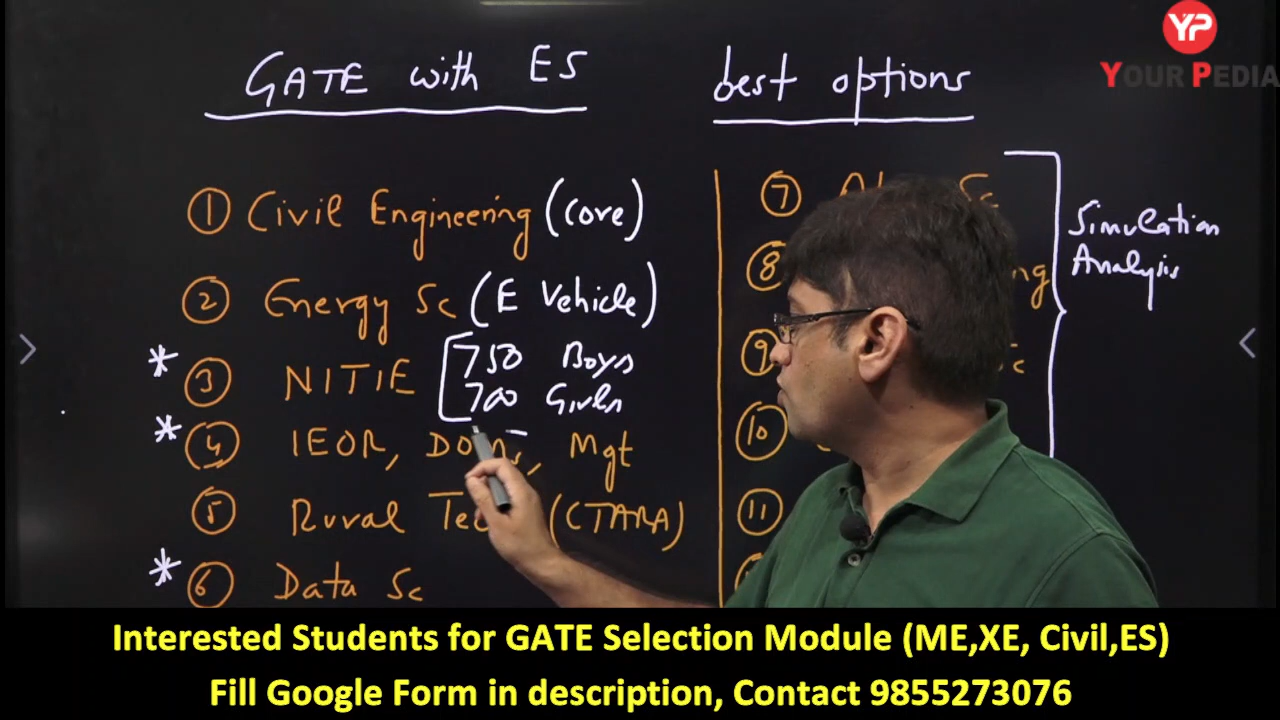 YP
YOUR PEDIA
GATE with ES best options
① Civil Engineering (Core)
② Energy Sc (E Vehicle)
* ③ NITIE [750 Boys
700 Girls
* ④ IEOR, DOMS, Mgt
⑤ Rural (CTARA)
* ⑥ Data Sc
⑦ Sc
⑧
⑨
⑩
⑪
Simulation
Analysis
Interested Students for GATE Selection Module (ME,XE, Civil,ES)
Fill Google Form in description, Contact 9855273076